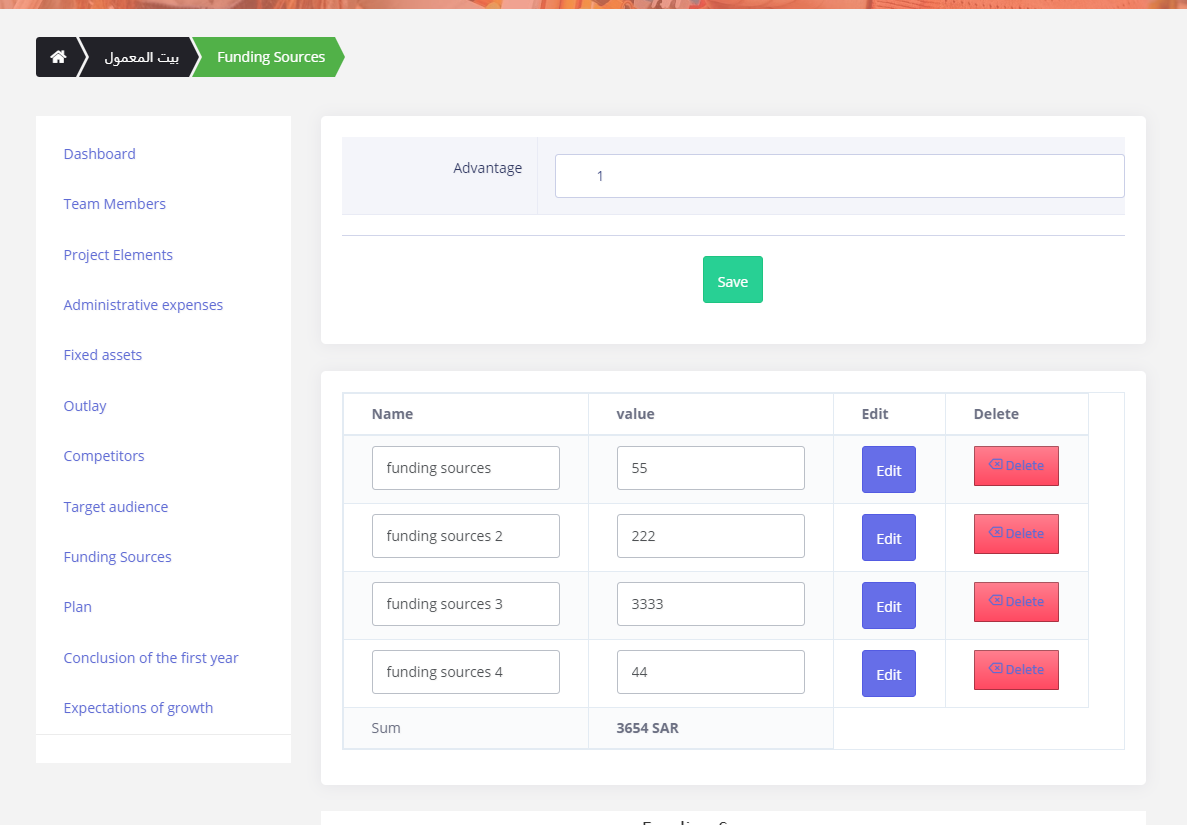 بيت المعمول
Funding Sources
Dashboard
Team Members
Project Elements
Administrative expenses
Fixed assets
Outlay
Competitors
Target audience
Funding Sources
Plan
Conclusion of the first year
Expectations of growth
Advantage 1
Save
Name value Edit Delete
funding sources 55 Edit Delete
funding sources 2 222 Edit Delete
funding sources 3 3333 Edit Delete
funding sources 4 44 Edit Delete
Sum 3654 SAR